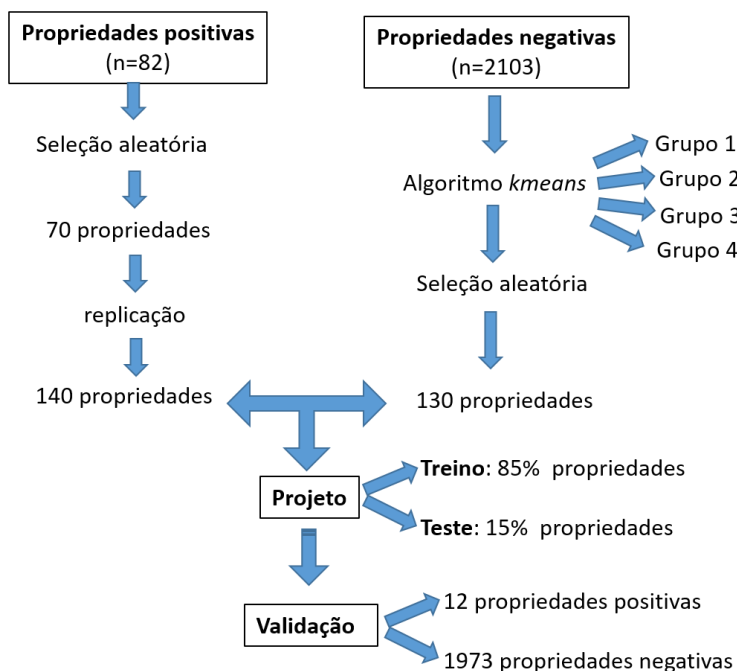 Propriedades positivas
(n=82)
Propriedades negativas
(n=2103)
Seleção aleatória
70 propriedades
replicação
140 propriedades
Algoritmo kmeans
Grupo 1
Grupo 2
Grupo 3
Grupo 4
Seleção aleatória
130 propriedades
Projeto
Treino: 85% propriedades
Teste: 15% propriedades
Validação
12 propriedades positivas
1973 propriedades negativas